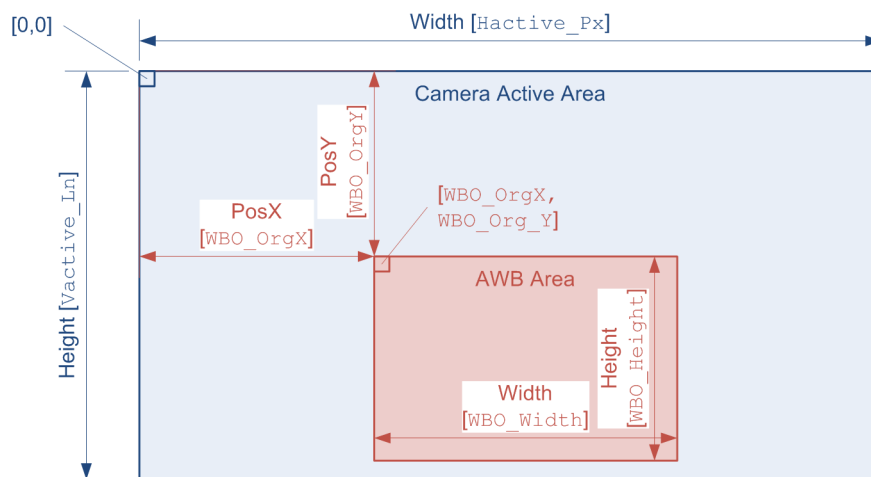 [0,0]
Width [Hactive_Px]
Camera Active Area
Height [Vactive_Ln]
PosY
[WBO_OrgY]
PosX
[WBO_OrgX]
[WBO_OrgX,
WBO_Org_Y]
AWB Area
Height
[WBO_Height]
Width
[WBO_Width]